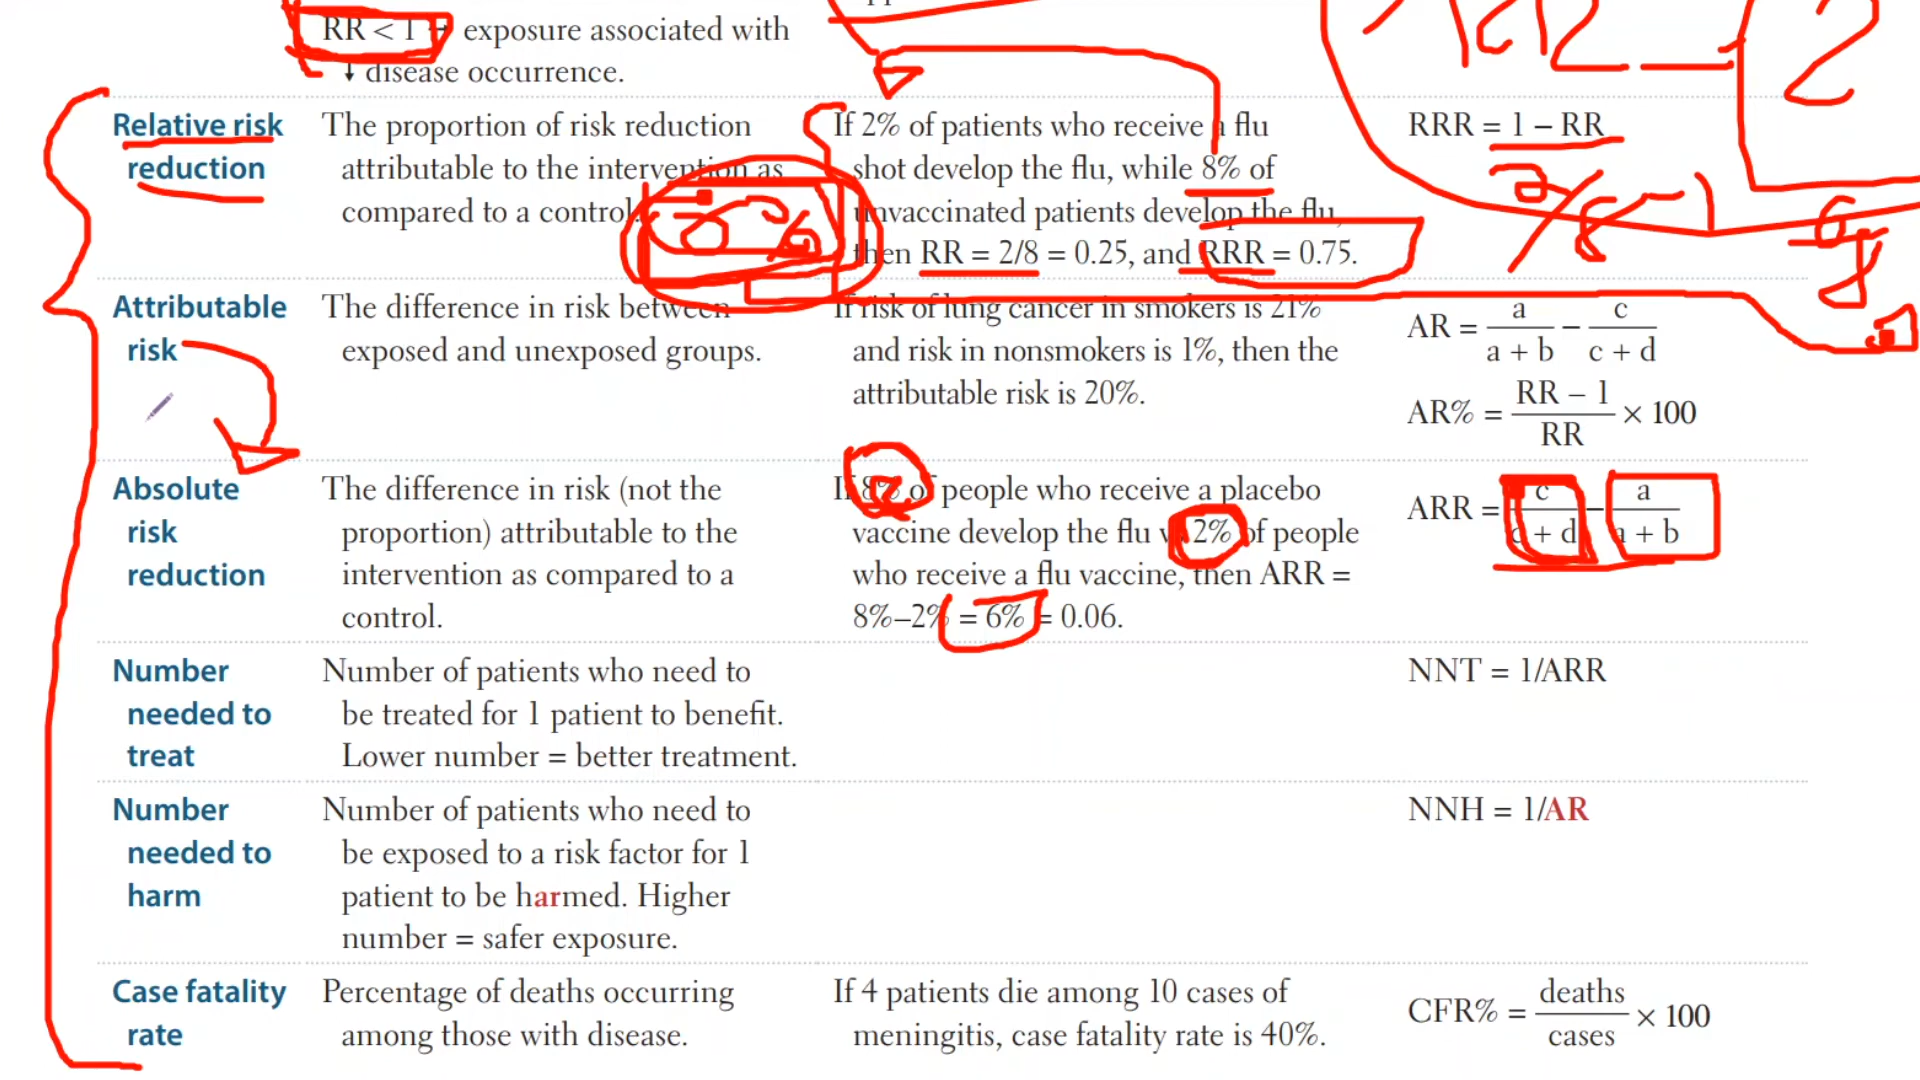 RR < 1 exposure associated with
↓ disease occurrence.
Relative risk
reduction
The proportion of risk reduction
attributable to the intervention as
compared to a control.
If 2% of patients who receive a flu
shot develop the flu, while 8% of
unvaccinated patients develop the flu,
then RR = 2/8 = 0.25, and RRR = 0.75.
RRR = 1 – RR
Attributable
risk
The difference in risk between
exposed and unexposed groups.
If risk of lung cancer in smokers is 21%
and risk in nonsmokers is 1%, then the
attributable risk is 20%.
AR = a/(a + b) – c/(c + d)
AR% = (RR – 1)/RR × 100
Absolute
risk
reduction
The difference in risk (not the
proportion) attributable to the
intervention as compared to a
control.
If 8% of people who receive a placebo
vaccine develop the flu 2% of people
who receive a flu vaccine, then ARR =
8%–2% = 6% = 0.06.
ARR = c/(c + d) – a/(a + b)
Number
needed to
treat
Number of patients who need to
be treated for 1 patient to benefit.
Lower number = better treatment.
NNT = 1/ARR
Number
needed to
harm
Number of patients who need to
be exposed to a risk factor for 1
patient to be harmed. Higher
number = safer exposure.
NNH = 1/AR
Case fatality
rate
Percentage of deaths occurring
among those with disease.
If 4 patients die among 10 cases of
meningitis, case fatality rate is 40%.
CFR% = deaths/cases × 100